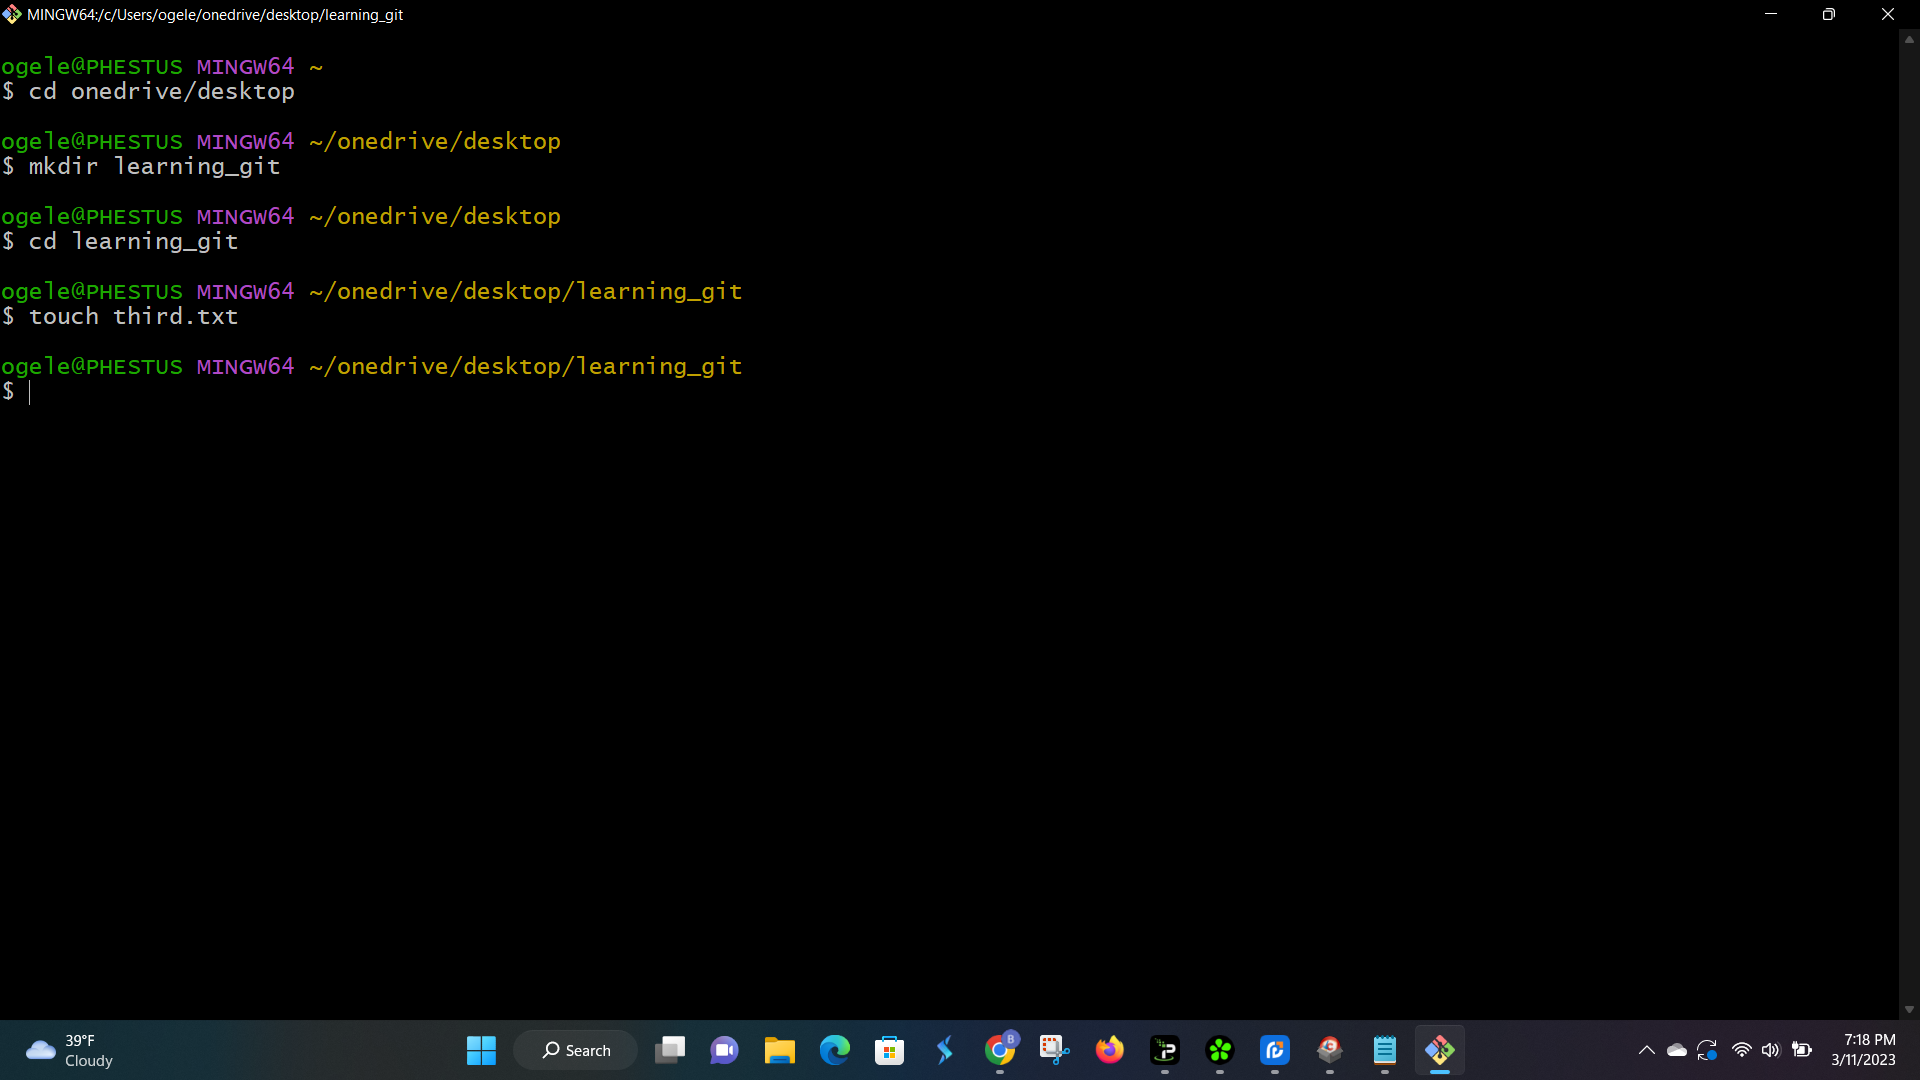 MINGW64:/c/Users/ogele/onedrive/desktop/learning_git
ogele@PHESTUS MINGW64 ~
$ cd onedrive/desktop
ogele@PHESTUS MINGW64 ~/onedrive/desktop
$ mkdir learning_git
ogele@PHESTUS MINGW64 ~/onedrive/desktop
$ cd learning_git
ogele@PHESTUS MINGW64 ~/onedrive/desktop/learning_git
$ touch third.txt
ogele@PHESTUS MINGW64 ~/onedrive/desktop/learning_git
$
39°F
Cloudy
Search
B
7:18 PM
3/11/2023